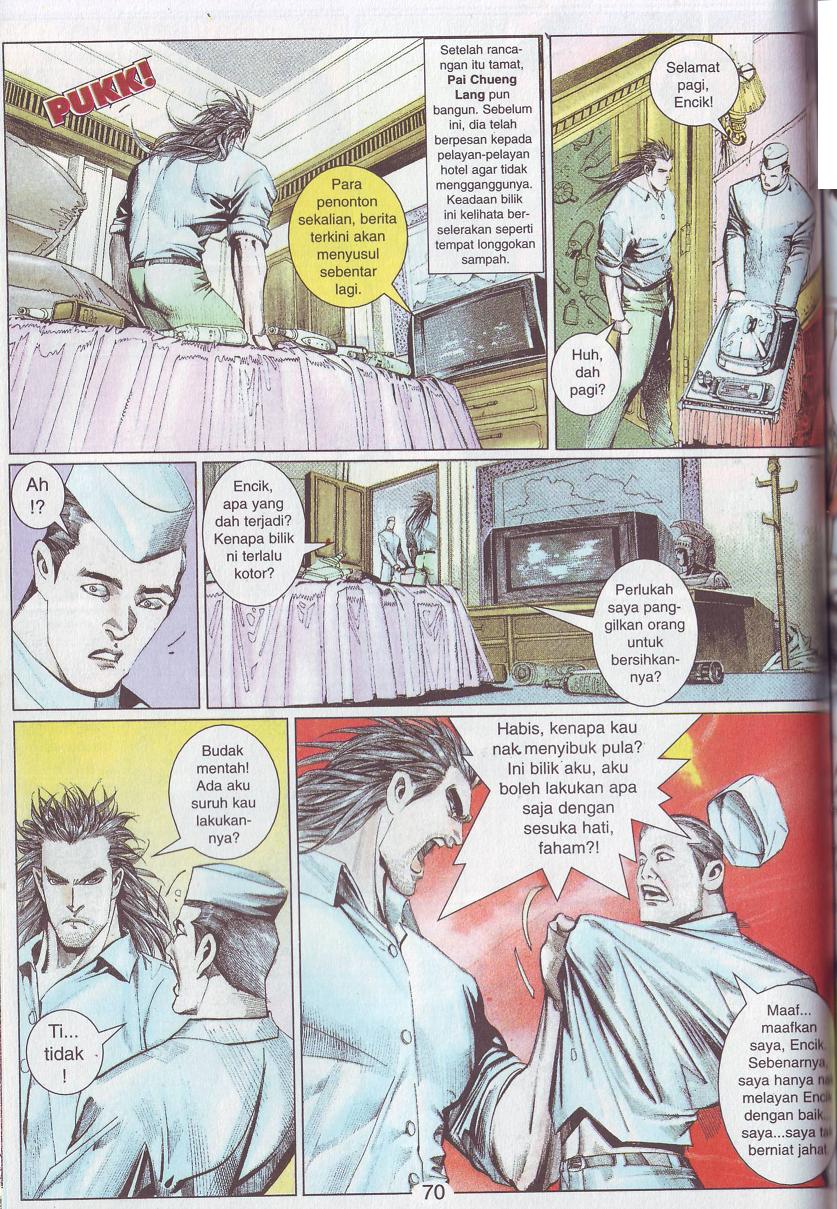 PUKK!
Setelah ranca-
ngan itu tamat,
Pai Chueng
Lang pun
bangun. Sebelum
ini, dia telah
berpesan kepada
pelayan-pelayan
hotel agar tidak
mengganggunya.
Keadaan bilik
ini kelihata ber-
selerakan seperti
tempat longgokan
sampah.
Para
penonton
sekalian, berita
terkini akan
menyusul
sebentar
lagi.
Selamat
pagi,
Encik!
Huh,
dah
pagi?
Ah
!?
Encik,
apa yang
dah terjadi?
Kenapa bilik
ni terlalu
kotor?
Perlukah
saya pang-
gilkan orang
untuk
bersihkan-
nya?
Budak
mentah!
Ada aku
suruh kau
lakukan-
nya?
Ti...
tidak
!
Habis, kenapa kau
nak menyibuk pula?
Ini bilik aku, aku
boleh lakukan apa
saja dengan
sesuka hati,
faham?!
Maaf...
maafkan
saya, Encik.
Sebenarnya,
saya hanya
melayan
dengan baik
saya...saya
berniat jahat
70